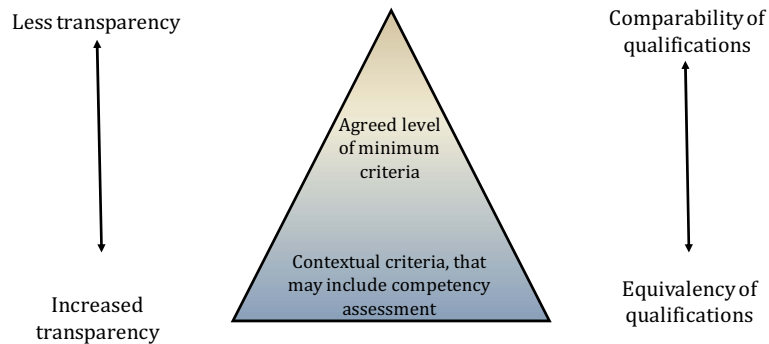 Less transparency
Comparability of
qualifications
Agreed level
of minimum
criteria
Contextual criteria, that
may include competency
assessment
Increased
transparency
Equivalency of
qualifications